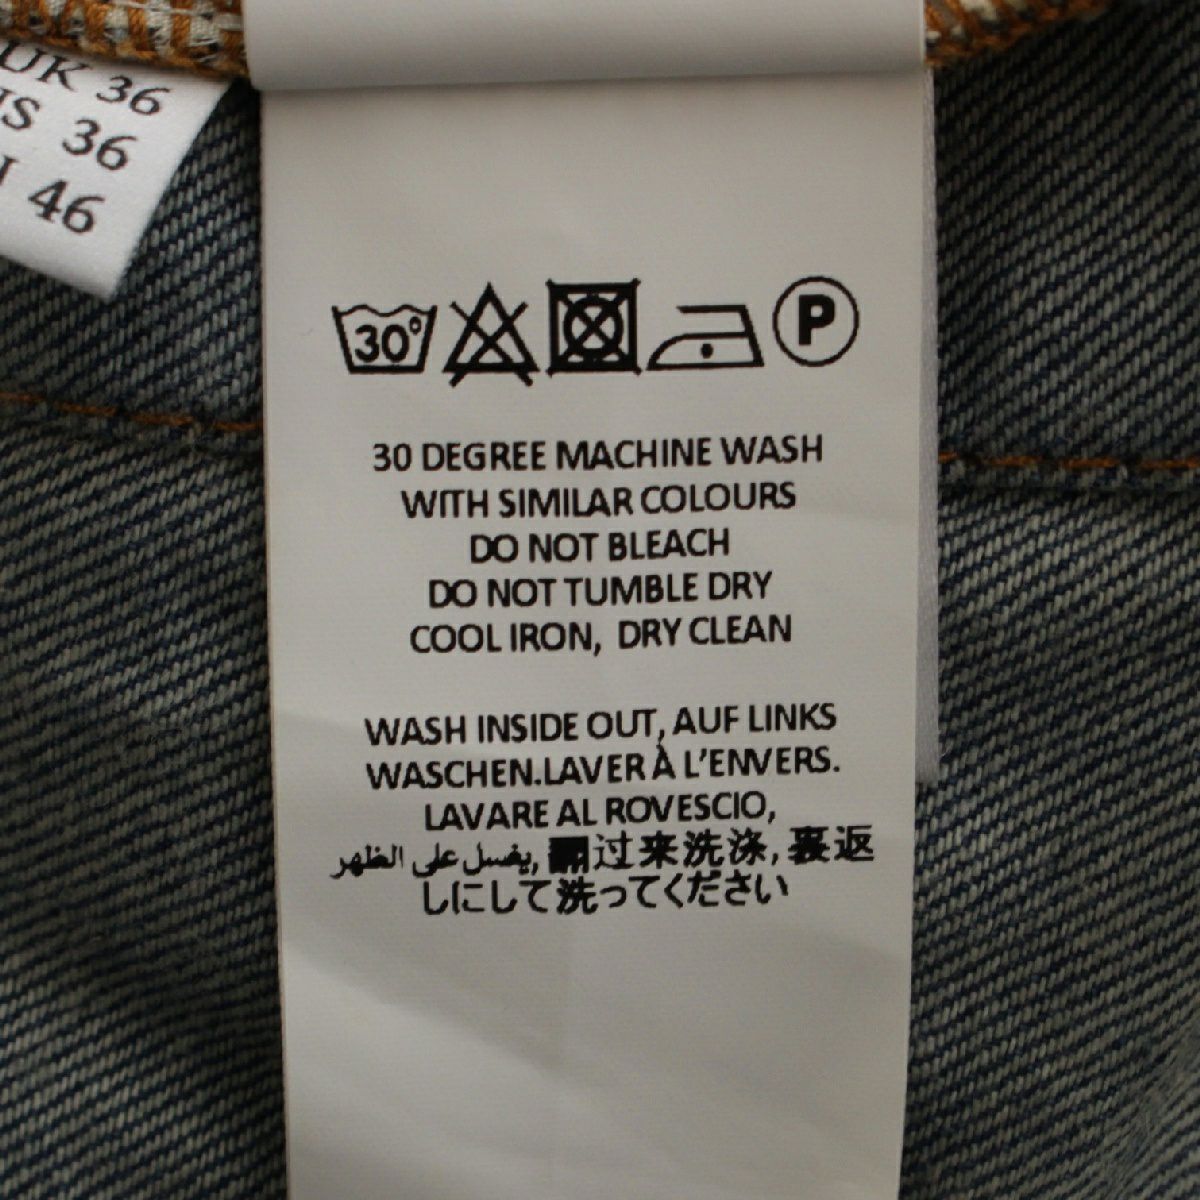 UK 36
36
46
30°
P
30 DEGREE MACHINE WASH
WITH SIMILAR COLOURS
DO NOT BLEACH
DO NOT TUMBLE DRY
COOL IRON, DRY CLEAN
WASH INSIDE OUT, AUF LINKS
WASCHEN.LAVER À L'ENVERS.
LAVARE AL ROVESCIO,
يغسل على الظهر, 翻过来洗涤, 裏返
しにして洗ってください